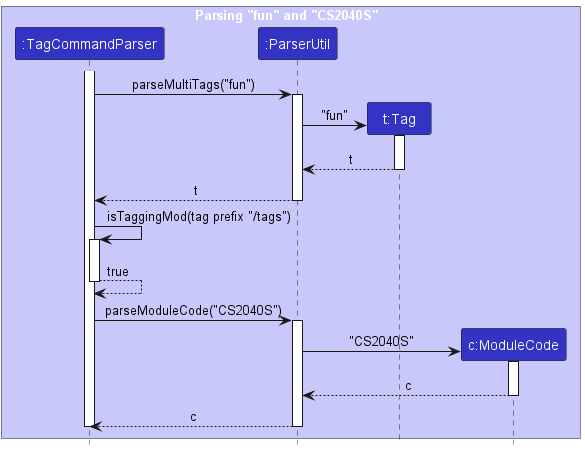 Parsing "fun" and "CS2040S"
:TagCommandParser
:ParserUtil
parseMultiTags("fun")
"fun"
t:Tag
t
t
isTaggingMod(tag prefix "/tags")
true
parseModuleCode("CS2040S")
"CS2040S"
c:ModuleCode
c
c